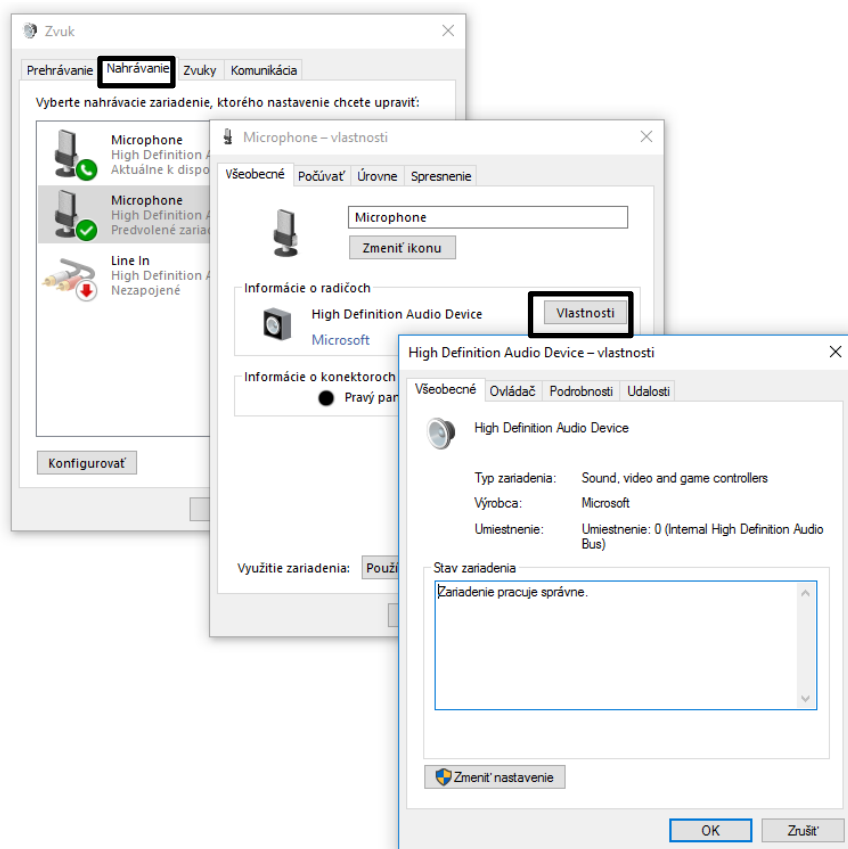 Zvuk
Prehrávanie Nahrávanie Zvuky Komunikácia
Vyberte nahrávacie zariadenie, ktorého nastavenie chcete upraviť:
Microphone
High Definition
Aktuálne k
Microphone
High Definition
Predvolené
Line In
High Definition
Nezapojené
Konfigurovať
Microphone – vlastnosti
Všeobecné Počúvať Úrovne Spresnenie
Microphone
Zmeniť ikonu
Informácie o radičoch
High Definition Audio Device
Vlastnosti
Microsoft
Informácie o konektoroch
Pravý
Využitie zariadenia:
High Definition Audio Device – vlastnosti
Všeobecné Ovládač Podrobnosti Udalosti
High Definition Audio Device
Typ zariadenia: Sound, video and game controllers
Výrobca: Microsoft
Umiestnenie: Umiestnenie: 0 (Internal High Definition Audio
Bus)
Stav zariadenia
Zariadenie pracuje správne.
Zmeniť nastavenie
OK Zrušiť